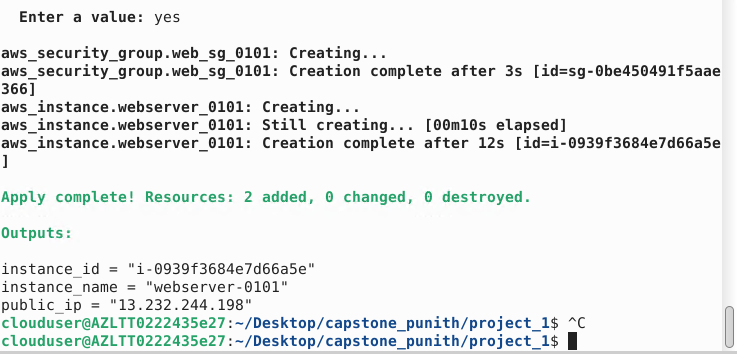 Enter a value: yes
aws_security_group.web_sg_0101: Creating...
aws_security_group.web_sg_0101: Creation complete after 3s [id=sg-0be450491f5aae
366]
aws_instance.webserver_0101: Creating...
aws_instance.webserver_0101: Still creating... [00m10s elapsed]
aws_instance.webserver_0101: Creation complete after 12s [id=i-0939f3684e7d66a5e
]
Apply complete! Resources: 2 added, 0 changed, 0 destroyed.
Outputs:
instance_id = "i-0939f3684e7d66a5e"
instance_name = "webserver-0101"
public_ip = "13.232.244.198"
clouduser@AZLTT0222435e27:~/Desktop/capstone_punith/project_1$ ^C
clouduser@AZLTT0222435e27:~/Desktop/capstone_punith/project_1$